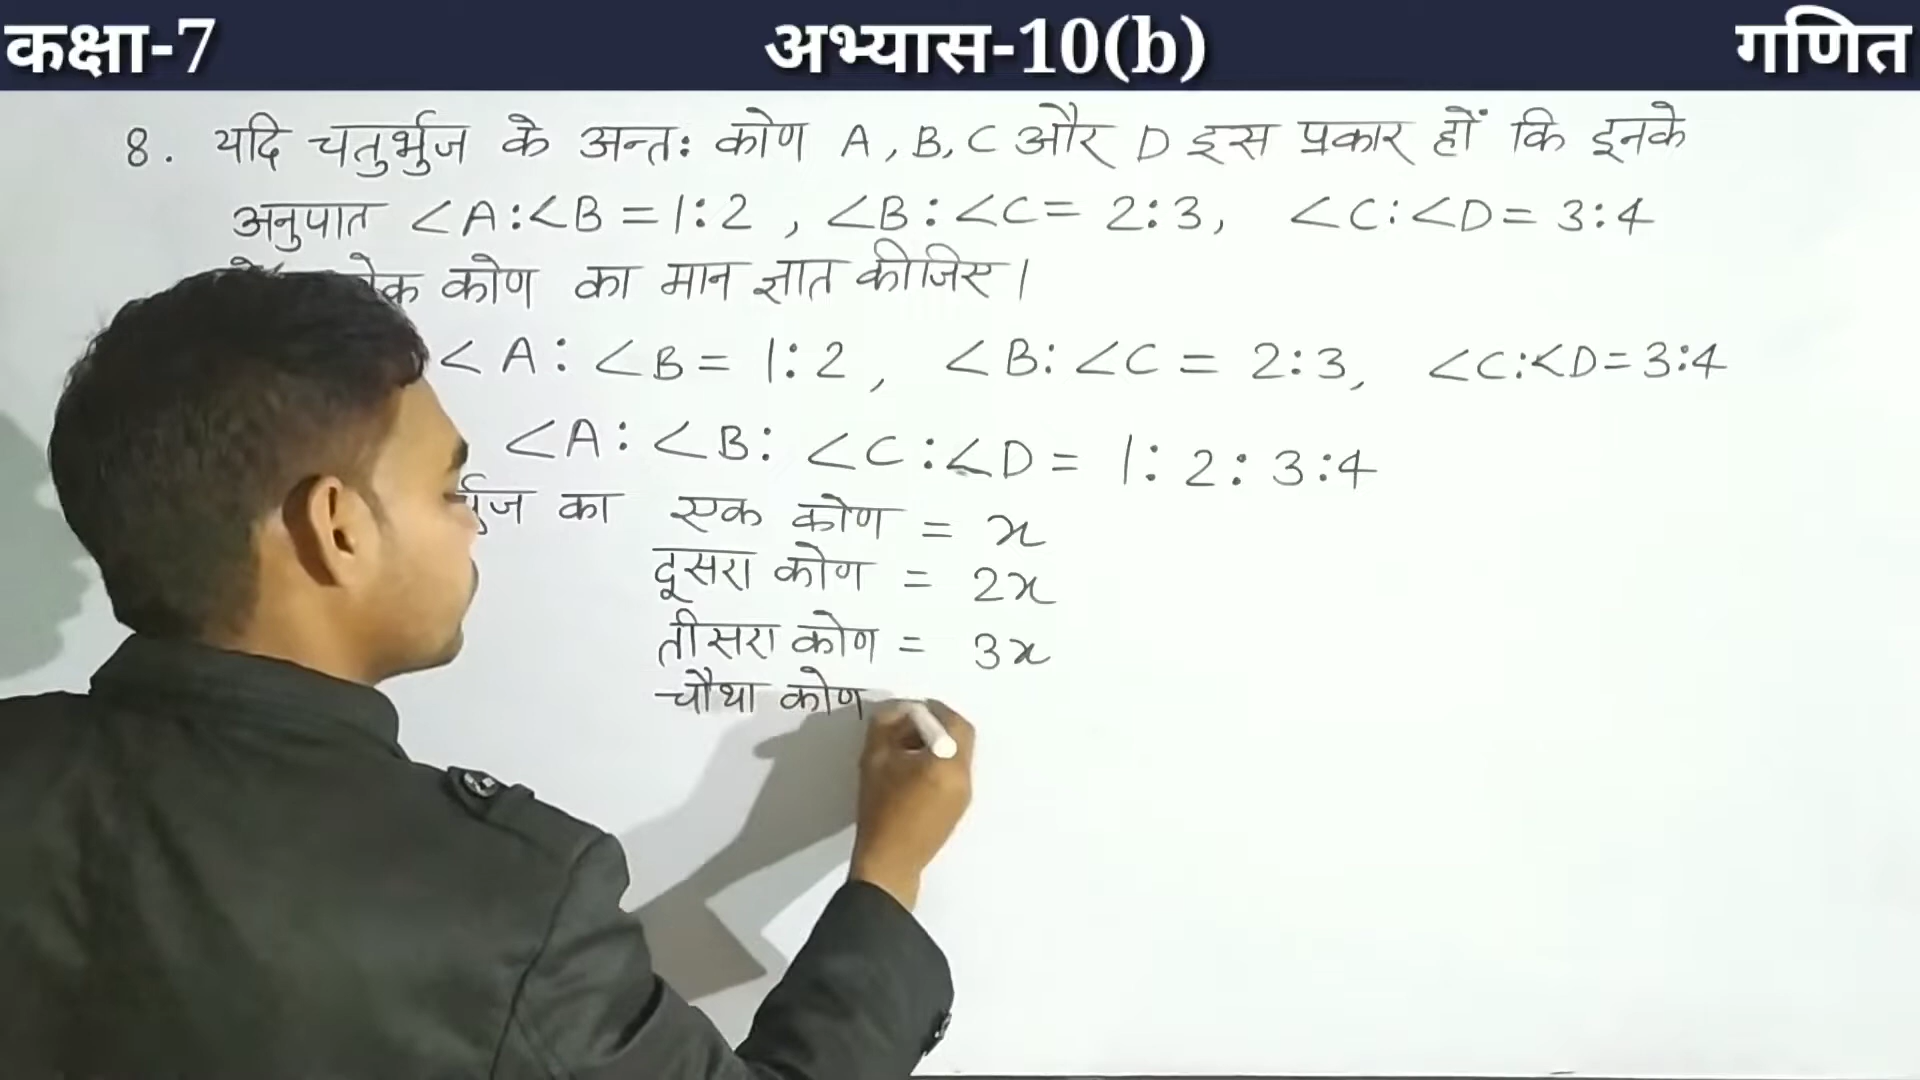 कक्षा-7 अभ्यास-10(b) गणित
8. यदि चतुर्भुज के अन्तः कोण A, B, C और D इस प्रकार हों कि इनके
अनुपात ∠A:∠B = 1:2 , ∠B : ∠C = 2:3, ∠C:∠D = 3:4
कोण का मान ज्ञात कीजिए।
∠A : ∠B = 1:2 , ∠B: ∠C = 2:3, ∠C:∠D = 3:4
∠A : ∠B: ∠C : ∠D = 1: 2 : 3 : 4
का एक कोण = x
दूसरा कोण = 2x
तीसरा कोण = 3x
चौथा कोण